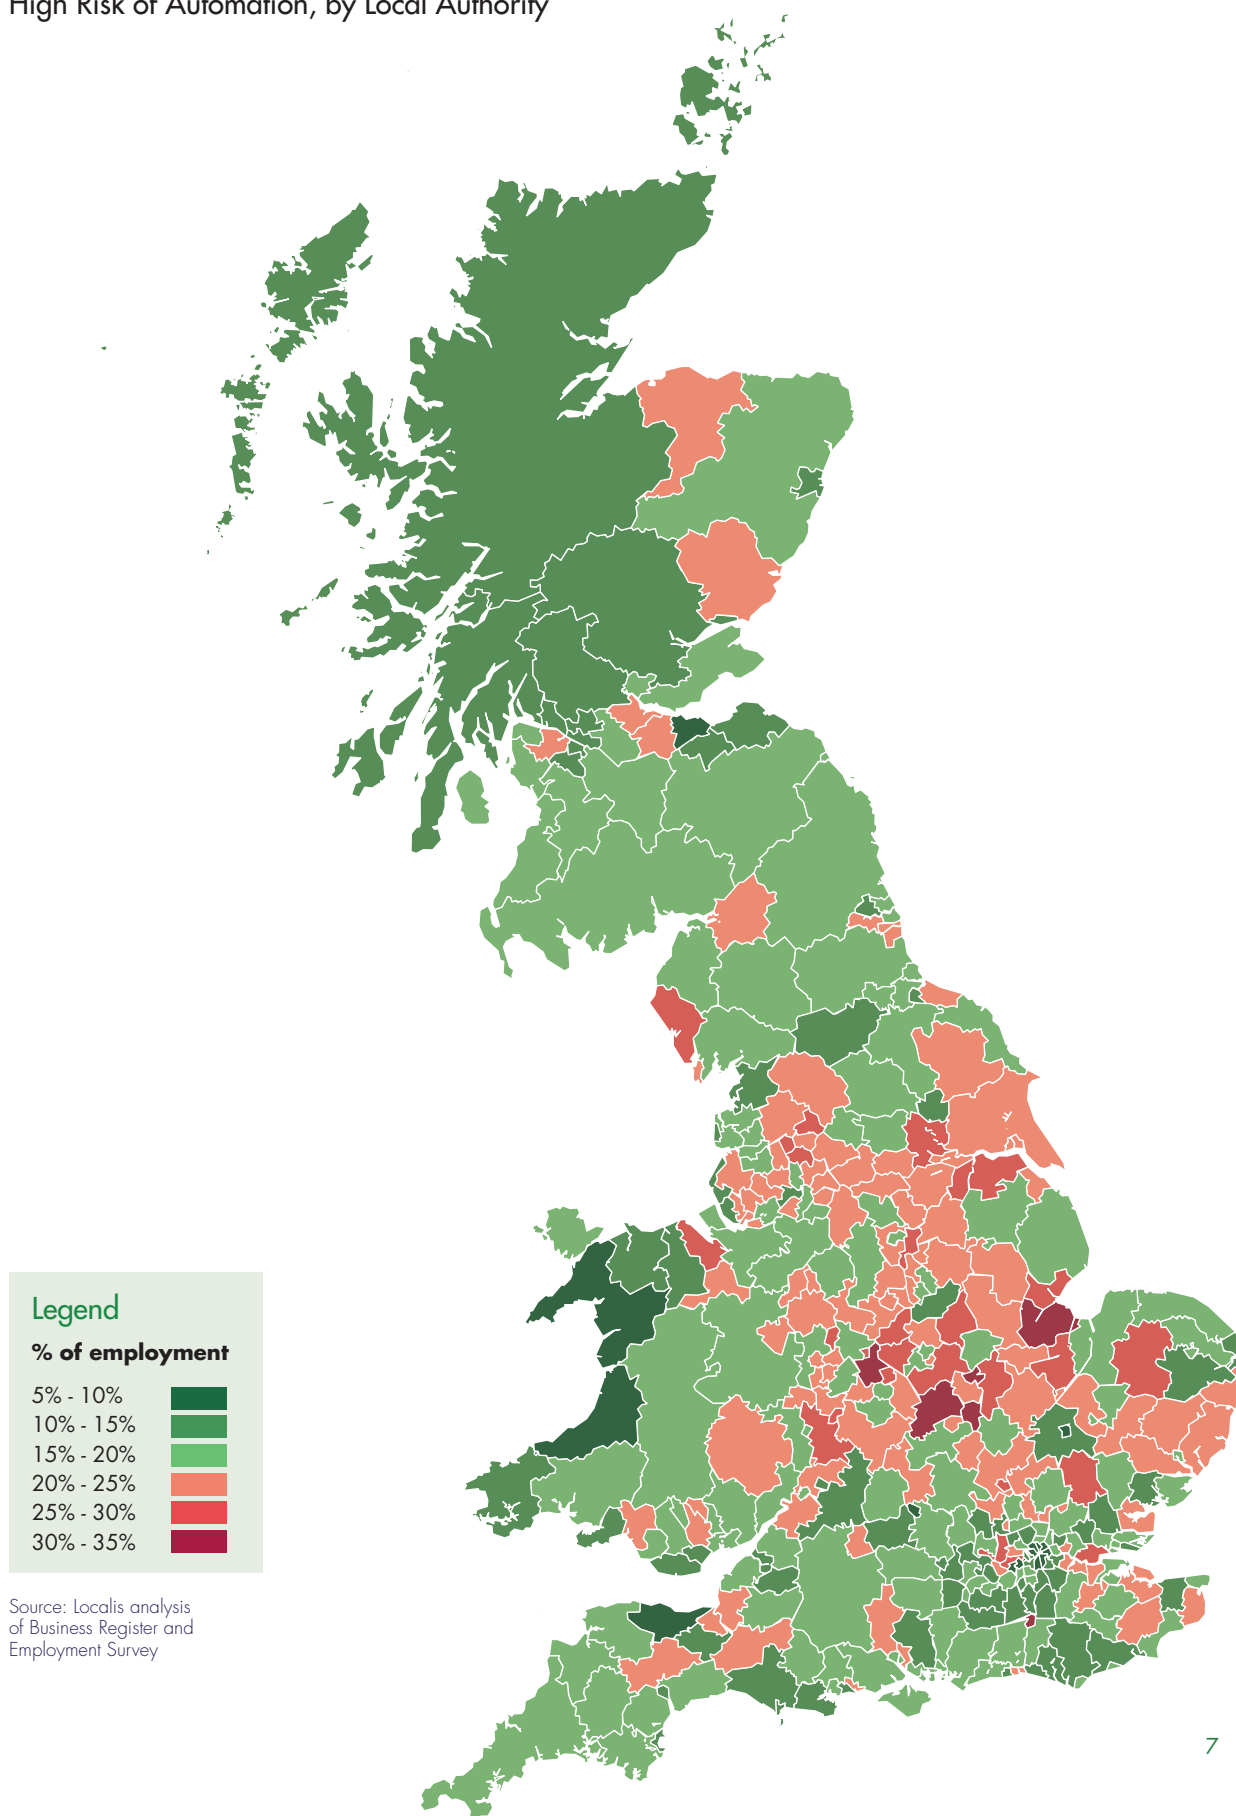 High Risk of Automation, by Local Authority
Legend
% of employment
5% - 10%
10% - 15%
15% - 20%
20% - 25%
25% - 30%
30% - 35%
Source: Localis analysis
of Business Register and
Employment Survey
7